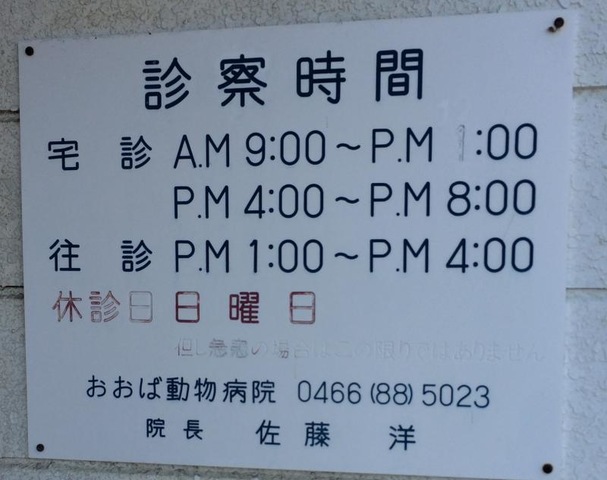 診察時間
宅 診 A.M 9:00～P.M 1:00
P.M 4:00～P.M 8:00
往 診 P.M 1:00～P.M 4:00
休診日 日 曜 日
但し急患の場合はこの限りではありません
おおば動物病院 0466 (88) 5023
院 長 佐 藤 洋